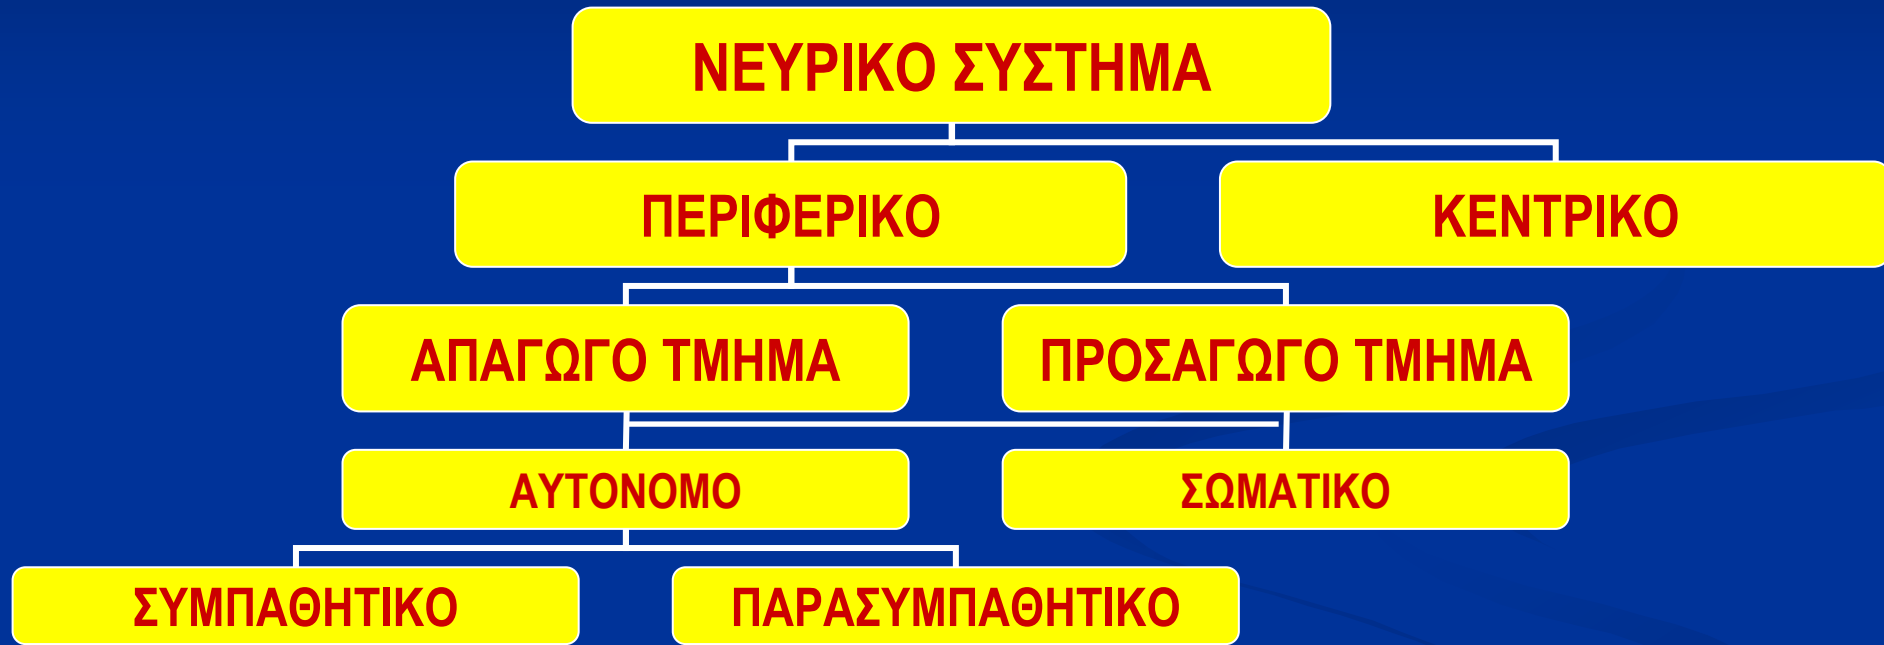 ΝΕΥΡΙΚΟ ΣΥΣΤΗΜΑ
ΠΕΡΙΦΕΡΙΚΟ
ΚΕΝΤΡΙΚΟ
ΑΠΑΓΩΓΟ ΤΜΗΜΑ
ΠΡΟΣΑΓΩΓΟ ΤΜΗΜΑ
ΑΥΤΟΝΟΜΟ
ΣΩΜΑΤΙΚΟ
ΣΥΜΠΑΘΗΤΙΚΟ
ΠΑΡΑΣΥΜΠΑΘΗΤΙΚΟ